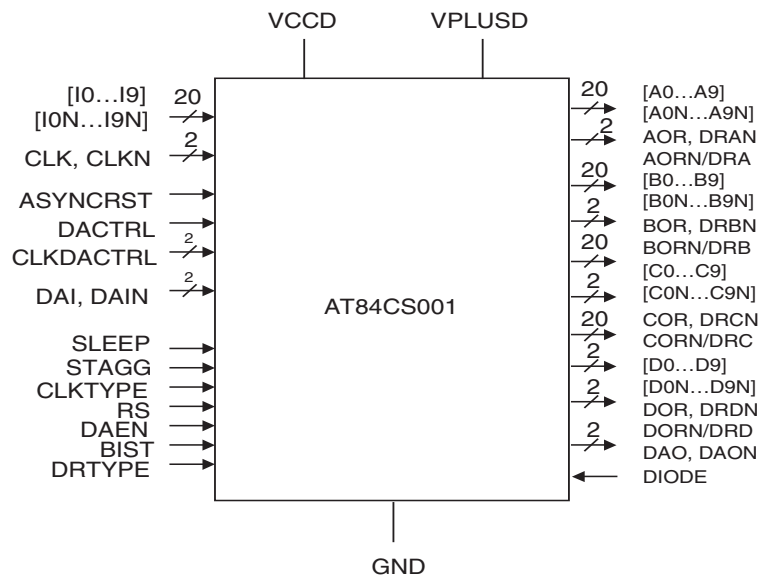 VCCD
VPLUSD
[I0...I9]
20
[I0N...I9N]
2
CLK, CLKN
ASYNCRST
DACTRL
2
CLKDACTRL
2
DAI, DAIN
SLEEP
STAGG
CLKTYPE
RS
DAEN
BIST
DRTYPE
AT84CS001
20
[A0...A9]
[A0N...A9N]
2
AOR, DRAN
AORN/DRA
20
[B0...B9]
[B0N...B9N]
2
BOR, DRBN
20
BORN/DRB
[C0...C9]
2
[C0N...C9N]
20
COR, DRCN
CORN/DRC
2
[D0...D9]
[D0N...D9N]
2
DOR, DRDN
DORN/DRD
2
DAO, DAON
DIODE
GND